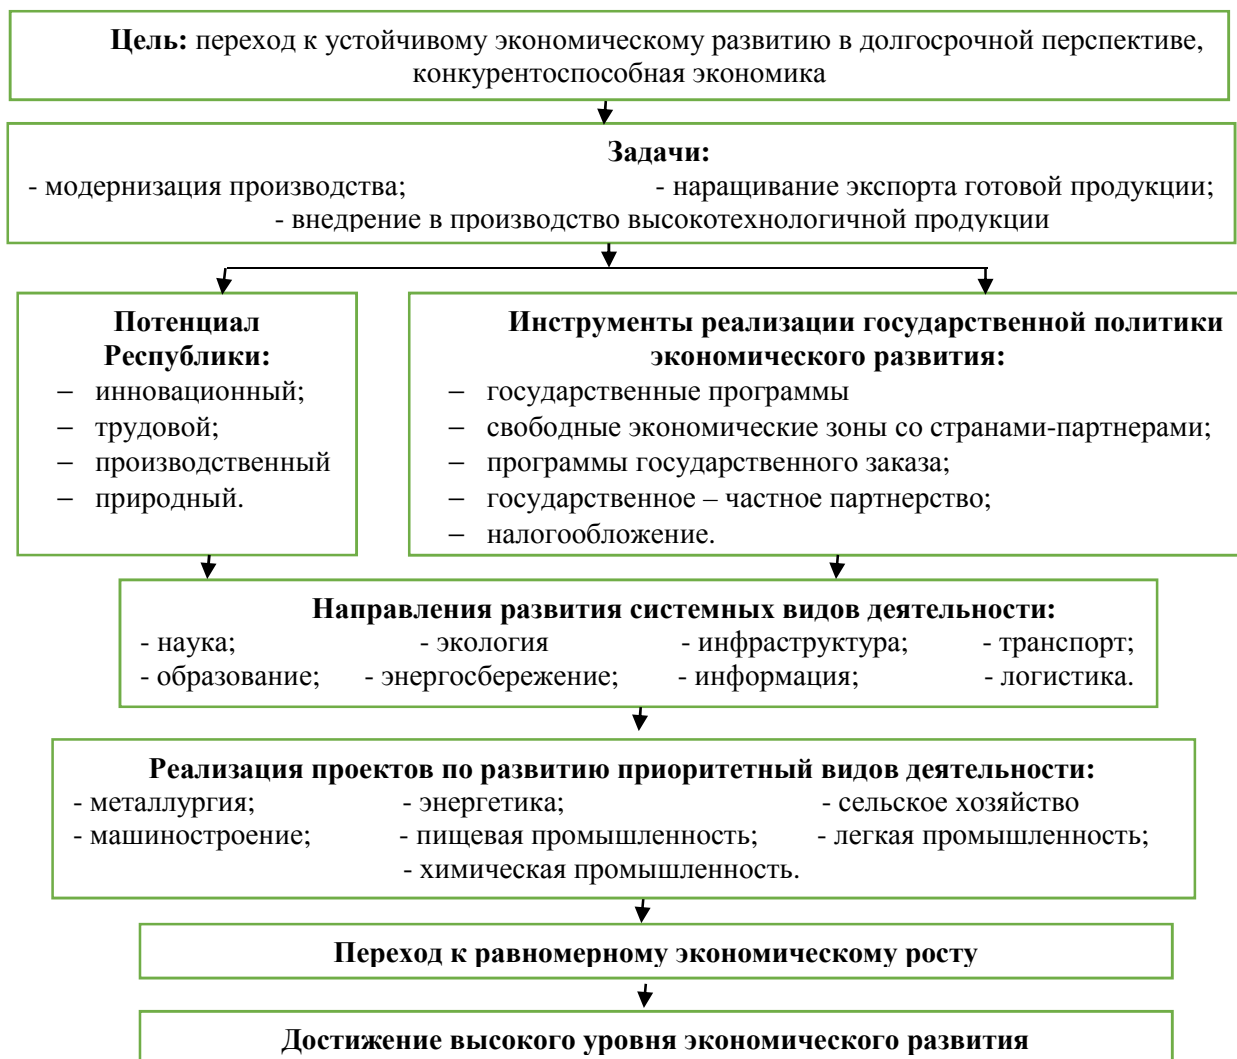 Цель: переход к устойчивому экономическому развитию в долгосрочной перспективе,
конкурентоспособная экономика
Задачи:
- модернизация производства; - наращивание экспорта готовой продукции;
- внедрение в производство высокотехнологичной продукции
Потенциал
Республики:
– инновационный;
– трудовой;
– производственный
– природный.
Инструменты реализации государственной политики
экономического развития:
– государственные программы
– свободные экономические зоны со странами-партнерами;
– программы государственного заказа;
– государственное – частное партнерство;
– налогообложение.
Направления развития системных видов деятельности:
- наука; - экология - инфраструктура; - транспорт;
- образование; - энергосбережение; - информация; - логистика.
Реализация проектов по развитию приоритетный видов деятельности:
- металлургия; - энергетика; - сельское хозяйство
- машиностроение; - пищевая промышленность; - легкая промышленность;
- химическая промышленность.
Переход к равномерному экономическому росту
Достижение высокого уровня экономического развития